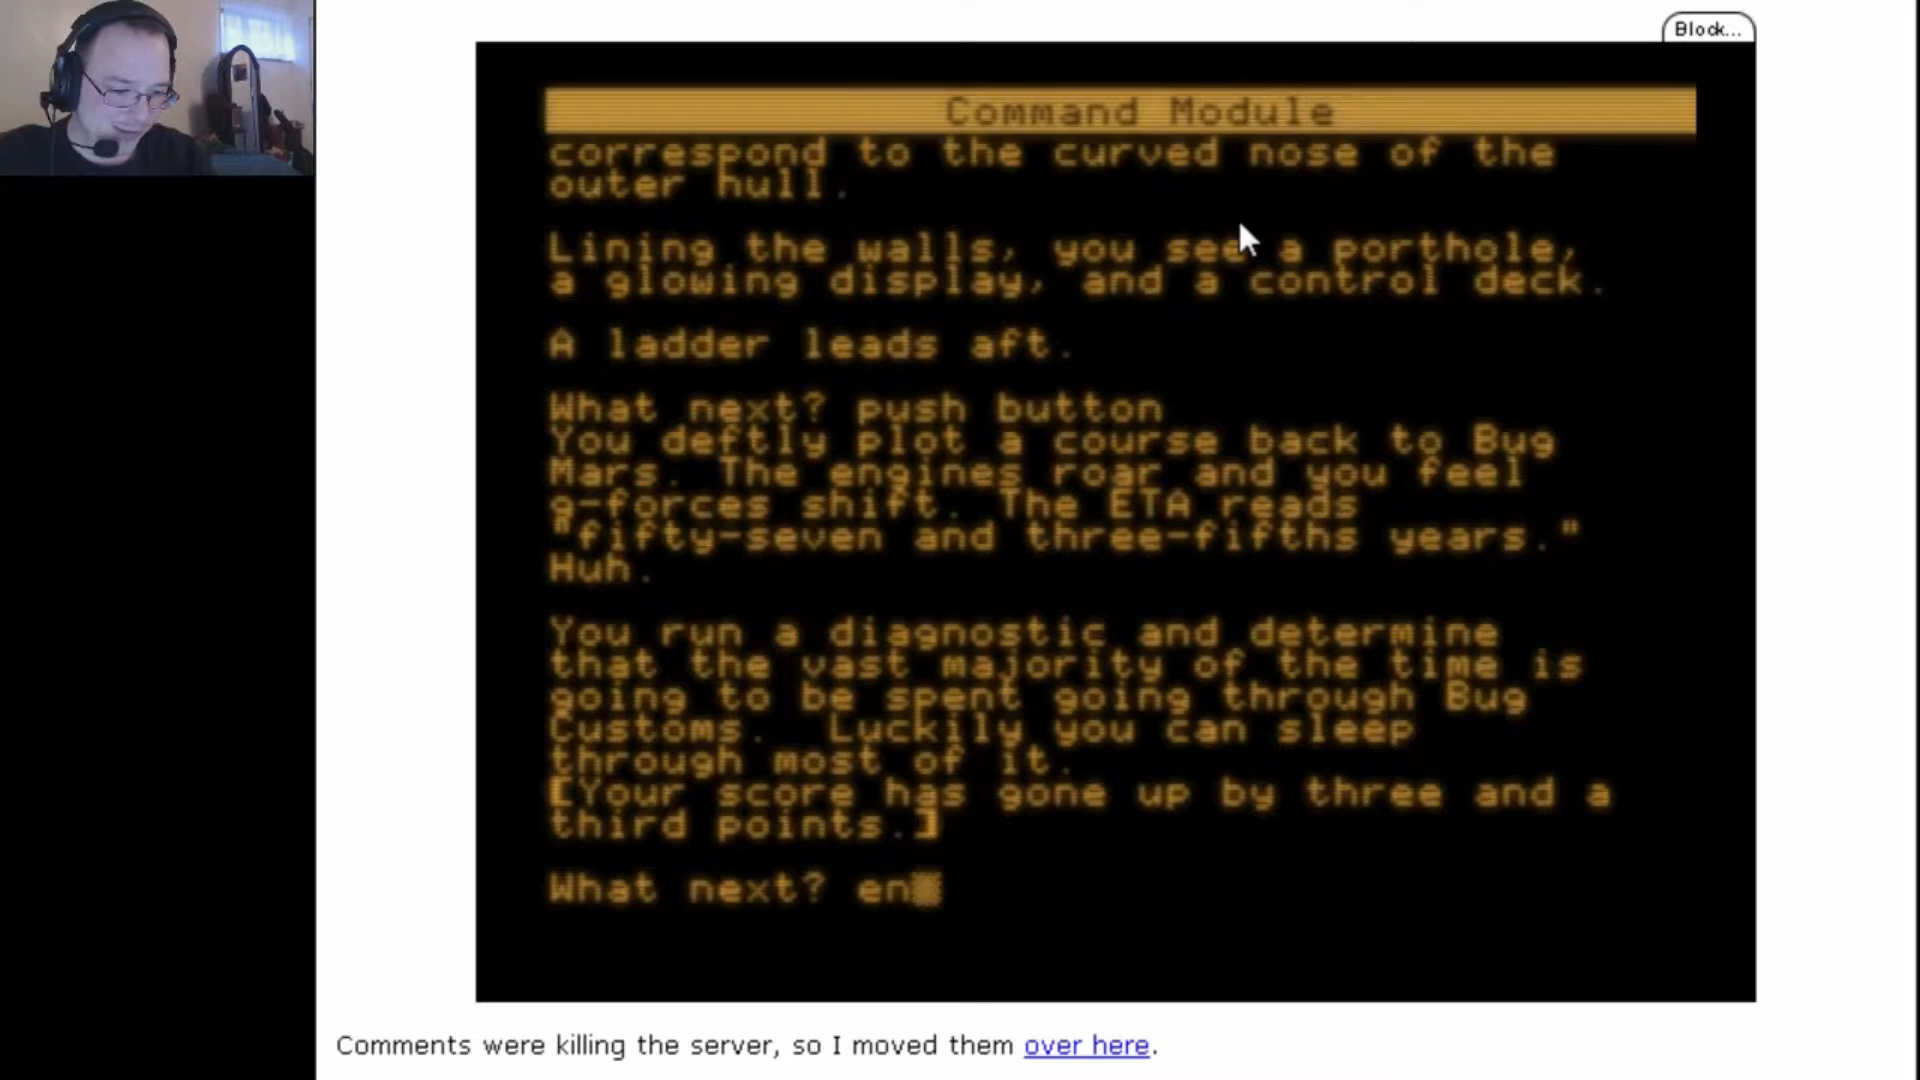 Block...
Command Module
correspond to the curved nose of the
outer hull.
Lining the walls, you see a porthole,
a glowing display, and a control deck.
A ladder leads aft.
What next? push button
You deftly plot a course back to Bug
Mars. The engines roar and you feel
g-forces shift. The ETA reads
"fifty-seven and three-fifths years."
Huh.
You run a diagnostic and determine
that the vast majority of the time is
going to be spent going through Bug
Customs. Luckily you can sleep
through most of it.
[Your score has gone up by three and a
third points.]
What next? en
Comments were killing the server, so I moved them over here.